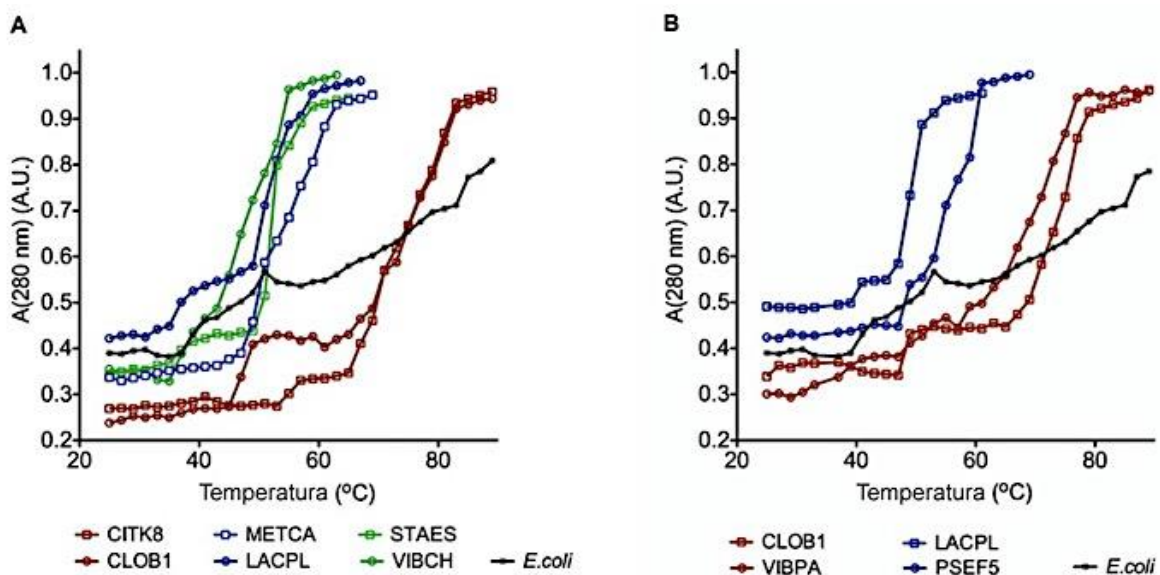 A
B
A(280 nm) (A.U.)
1.0
0.9
0.8
0.7
0.6
0.5
0.4
0.3
0.2
20
40
60
80
Temperatura (ºC)
CITK8
METCA
STAES
CLOB1
LACPL
VIBCH
E.coli
A(280 nm) (A.U.)
1.0
0.9
0.8
0.7
0.6
0.5
0.4
0.3
0.2
20
40
60
80
Temperatura (ºC)
CLOB1
LACPL
VIBPA
PSEF5
E.coli